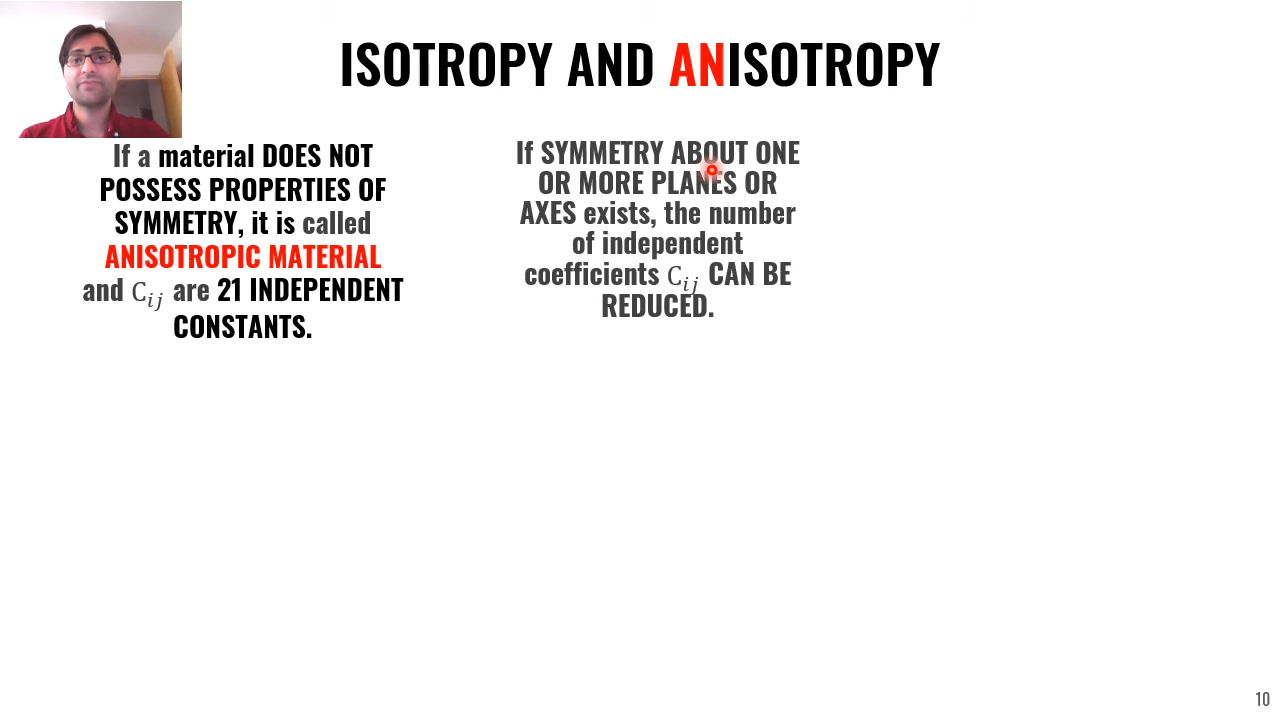 ISOTROPY AND ANISOTROPY
If a material DOES NOT
POSSESS PROPERTIES OF
SYMMETRY, it is called
ANISOTROPIC MATERIAL
and C𝑖𝑗 are 21 INDEPENDENT
CONSTANTS.
If SYMMETRY ABOUT ONE
OR MORE PLANES OR
AXES exists, the number
of independent
coefficients C𝑖𝑗 CAN BE
REDUCED.
10